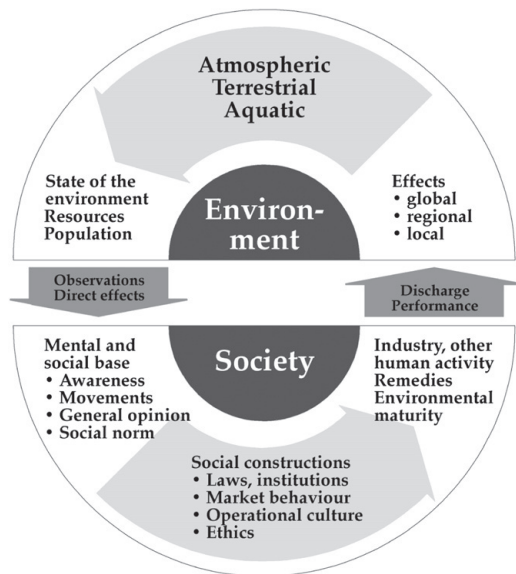 Atmospheric
Terrestrial
Aquatic
State of the
environment
Resources
Population
Environ-
ment
Effects
• global
• regional
• local
Observations
Direct effects
Discharge
Performance
Mental and
social base
• Awareness
• Movements
• General opinion
• Social norm
Society
Industry, other
human activity
Remedies
Environmental
maturity
Social constructions
• Laws, institutions
• Market behaviour
• Operational culture
• Ethics